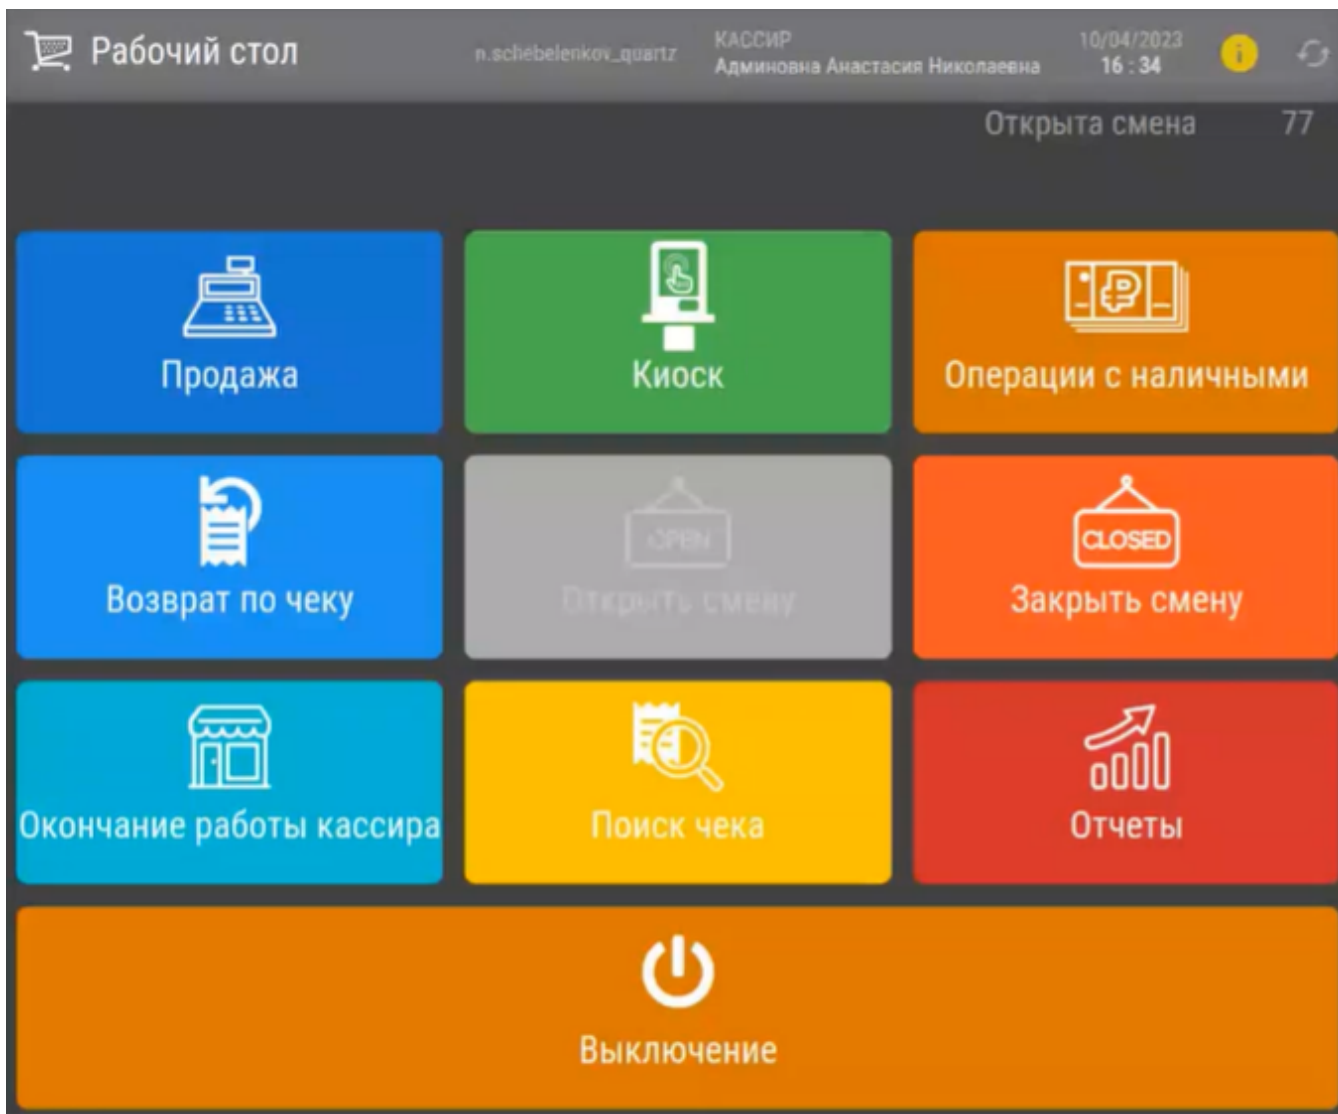 Рабочий стол
n.schebelenkov_quartz
КАССИР
Админовна Анастасия Николаевна
10/04/2023
16 : 34
i
Открыта смена 77
Продажа
Киоск
Операции с наличными
Возврат по чеку
OPEN
Открыть смену
CLOSED
Закрыть смену
Окончание работы кассира
Поиск чека
Отчеты
Выключение